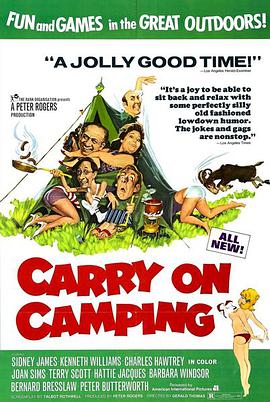 FUN and GAMES in the GREAT OUTDOORS!
"A JOLLY GOOD TIME!"
—Los Angeles Herald-Examiner
THE RANK ORGANISATION presents
A PETER ROGERS
PRODUCTION
"It's a joy to be able to
sit back and relax with
some perfectly silly
old fashioned
lowdown humor.
The jokes and gags
are nonstop."
—Los Angeles Times
ALL
NEW!
CARRY ON
CAMPING
STARRING
SIDNEY JAMES KENNETH WILLIAMS CHARLES HAWTREY IN COLOR
JOAN SIMS TERRY SCOTT HATTIE JACQUES BARBARA WINDSOR
BERNARD BRESSLAW PETER BUTTERWORTH
Released by
American International Pictures
SCREENPLAY BY TALBOT ROTHWELL PRODUCED BY PETER ROGERS DIRECTED BY GERALD THOMAS